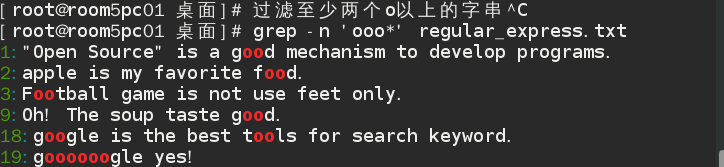 [root@room5pc01 桌面]# 过滤至少两个o以上的字串^C
[root@room5pc01 桌面]# grep -n 'ooo*' regular_express.txt
1:"Open Source" is a good mechanism to develop programs.
2:apple is my favorite food.
3:Football game is not use feet only.
9:Oh! The soup taste good.
18:google is the best tools for search keyword.
19:goooooogle yes!